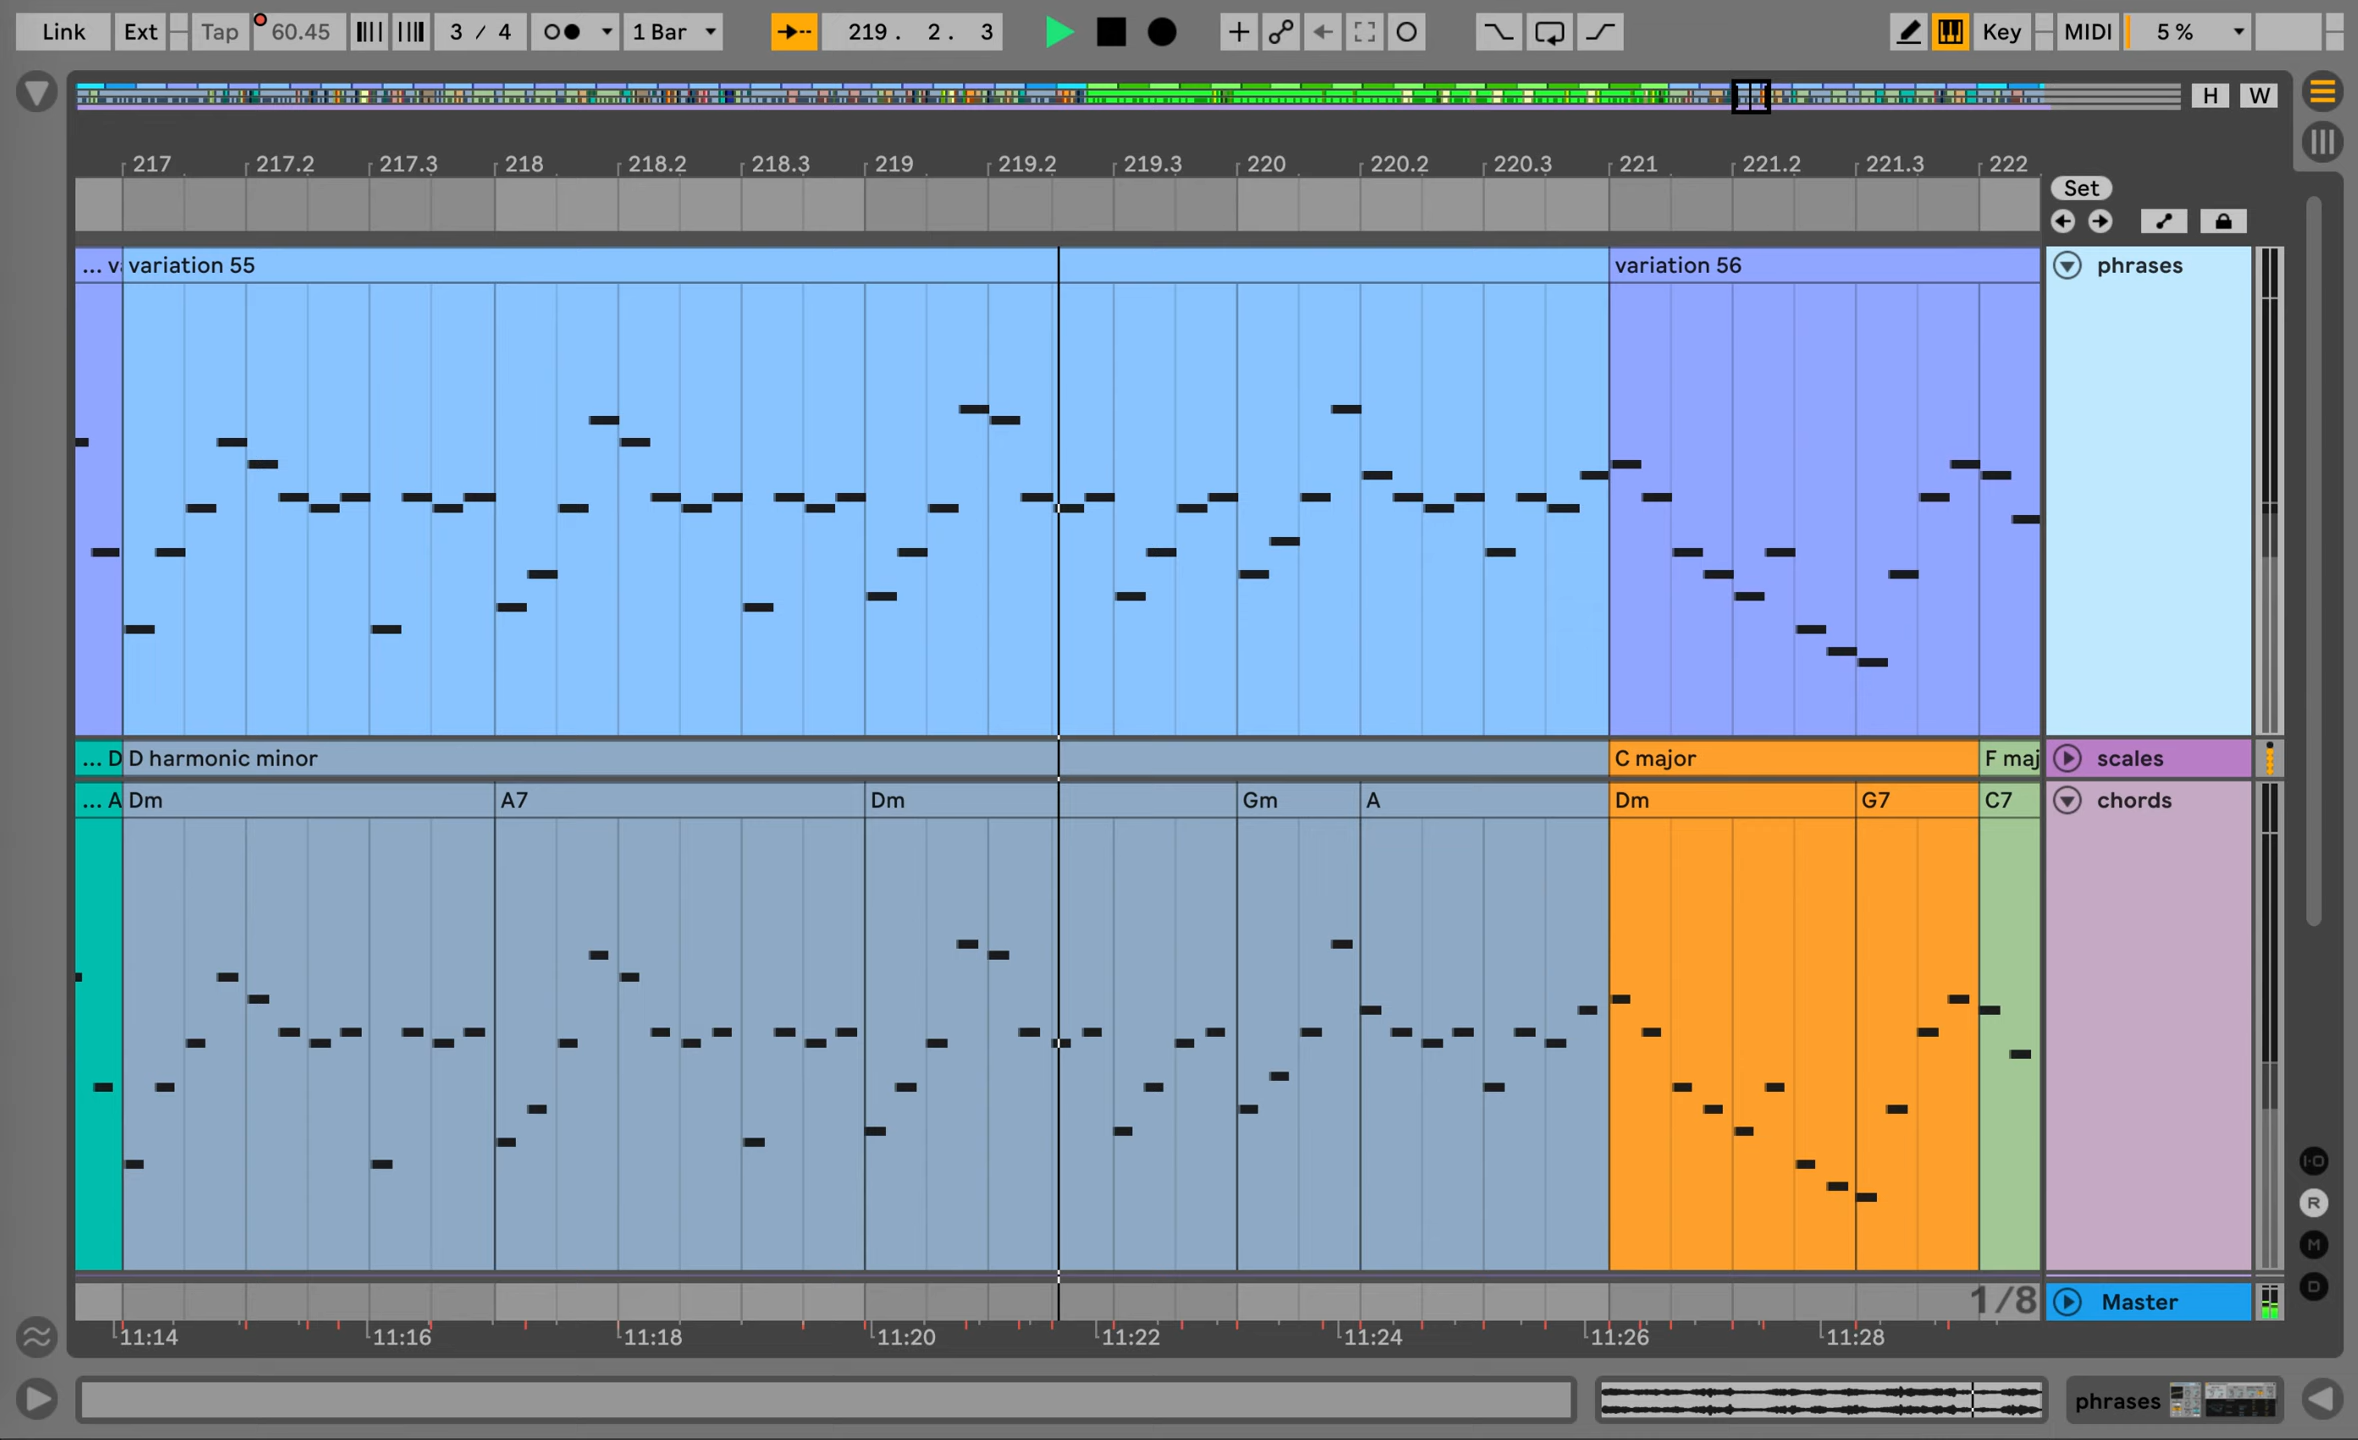 Link Ext Tap 60.45 3 / 4 1 Bar 219. 2. 3 Key MIDI 5 %
H W
217 217.2 217.3 218 218.2 218.3 219 219.2 219.3 220 220.2 220.3 221 221.2 221.3 222
Set
... va variation 55 variation 56 phrases
... D D harmonic minor C major F maj scales
... A Dm A7 Dm Gm A Dm G7 C7 chords
I-O
R
M
D
1/8 Master
11:14 11:16 11:18 11:20 11:22 11:24 11:26 11:28
phrases